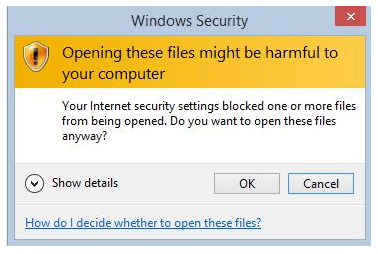 Windows Security
Opening these files might be harmful to
your computer
Your Internet security settings blocked one or more files
from being opened. Do you want to open these files
anyway?
Show details
OK
Cancel
How do I decide whether to open these files?